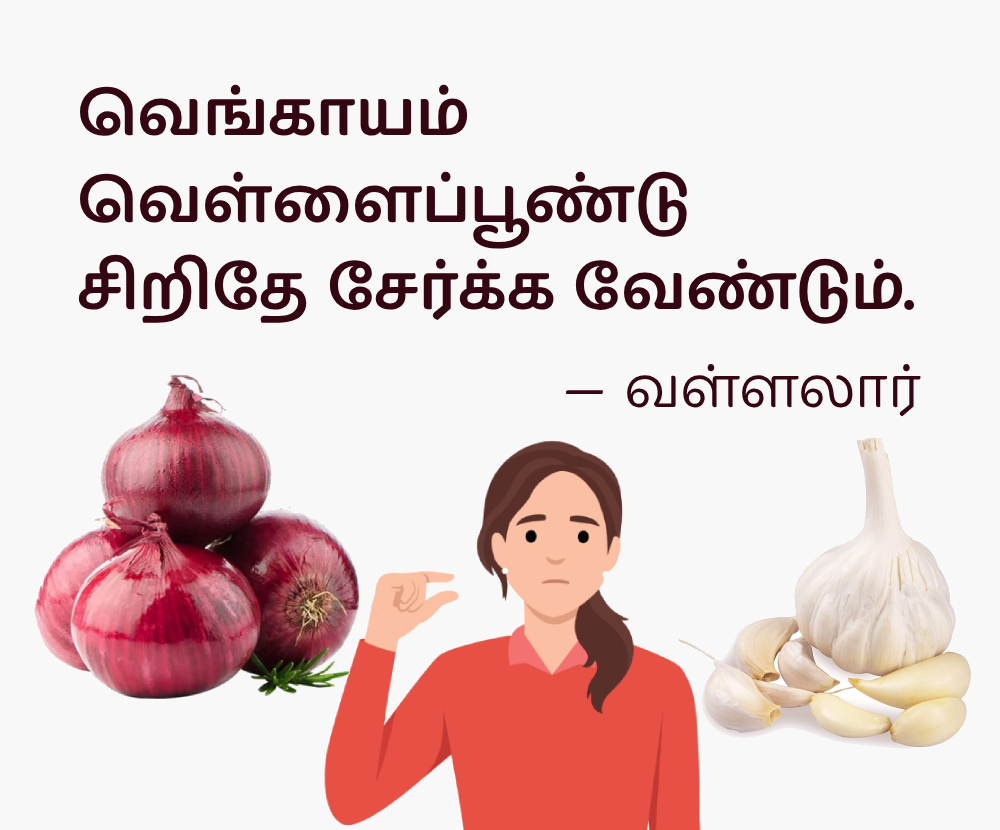 வெங்காயம்
வெள்ளைப்பூண்டு
சிறிதே சேர்க்க வேண்டும்.
– வள்ளலார்